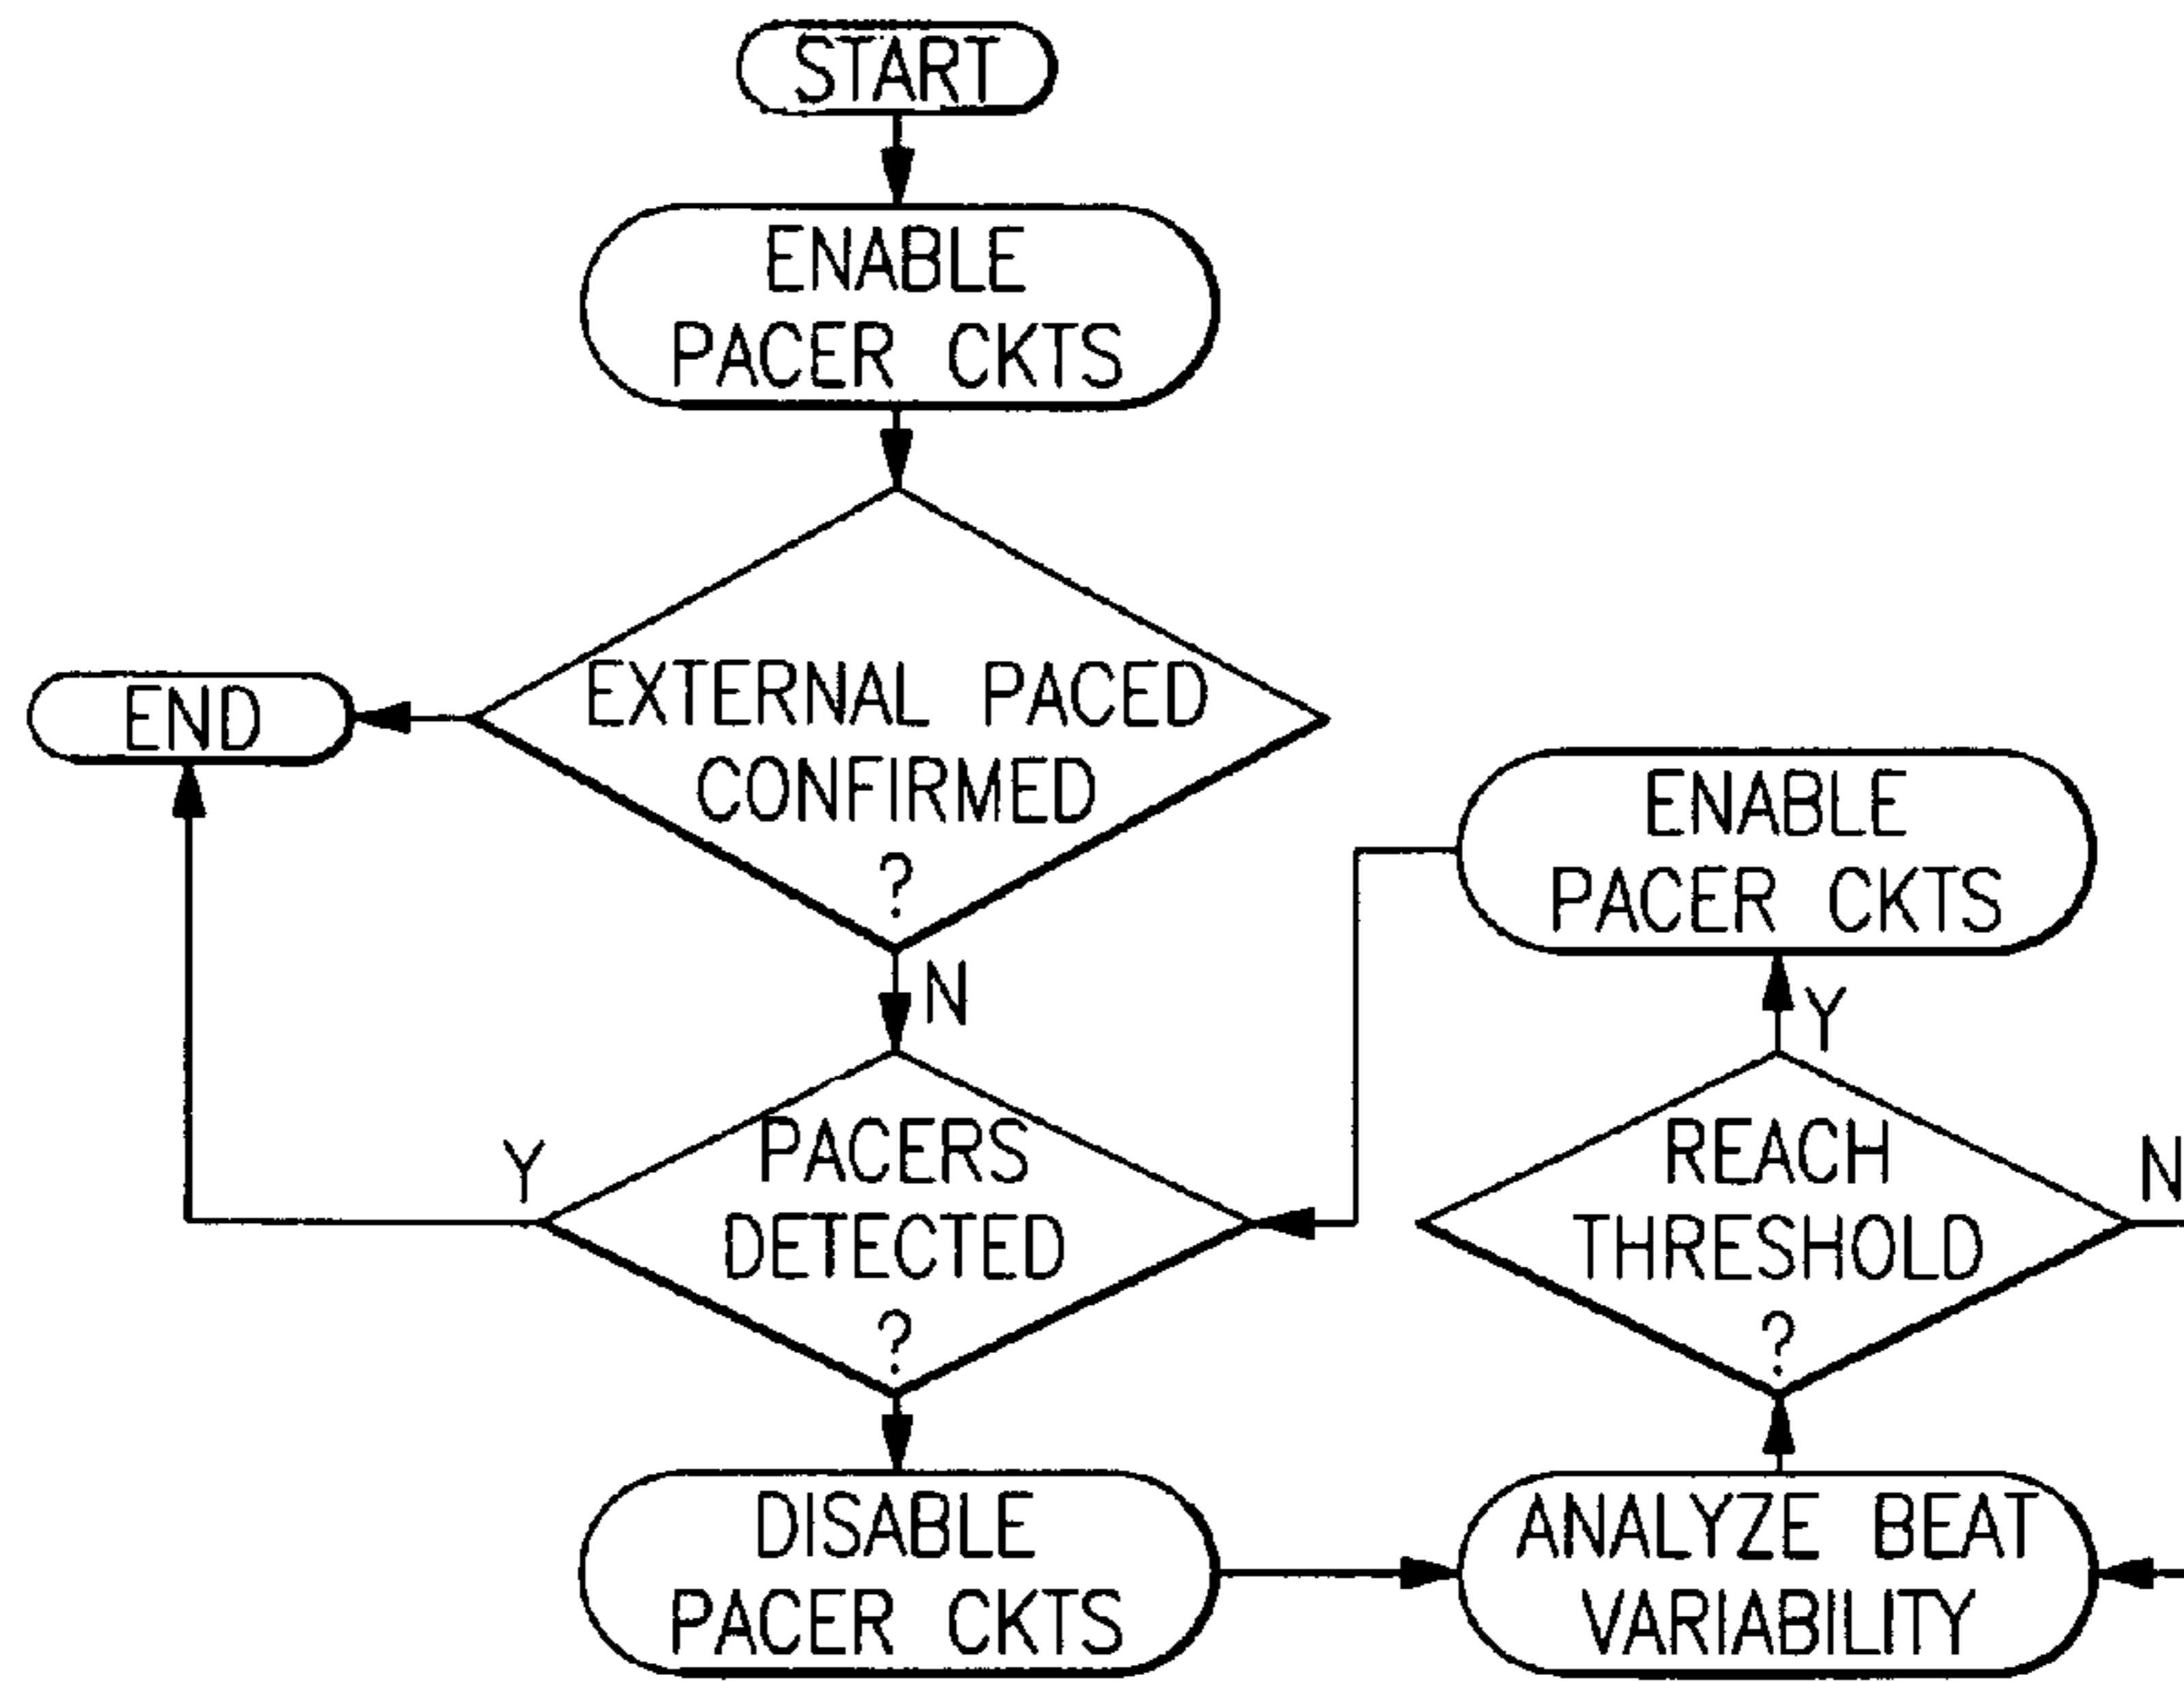 START
ENABLE
PACER CKTS
EXTERNAL PACED
CONFIRMED
?
END
N
ENABLE
PACER CKTS
Y
PACERS
DETECTED
?
Y
REACH
THRESHOLD
?
N
DISABLE
PACER CKTS
ANALYZE BEAT
VARIABILITY